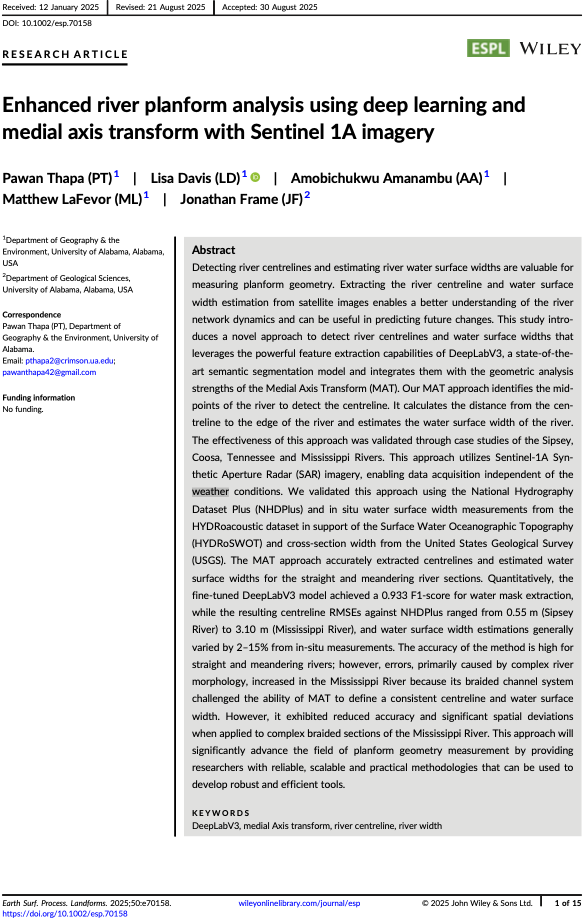 Received: 12 January 2025 Revised: 21 August 2025 Accepted: 30 August 2025
DOI: 10.1002/esp.70158
RESEARCH ARTICLE
ESPL WILEY
Enhanced river planform analysis using deep learning and
medial axis transform with Sentinel 1A imagery
Pawan Thapa (PT)1 | Lisa Davis (LD)1 | Amobichukwu Amanambu (AA)1 |
Matthew LaFevor (ML)1 | Jonathan Frame (JF)2
1Department of Geography & the
Environment, University of Alabama, Alabama,
USA
2Department of Geological Sciences,
University of Alabama, Alabama, USA
Correspondence
Pawan Thapa (PT), Department of
Geography & the Environment, University of
Alabama.
Email: pthapa2@crimson.ua.edu;
pawanthapa42@gmail.com
Funding information
No funding.
Abstract
Detecting river centrelines and estimating river water surface widths are valuable for
measuring planform geometry. Extracting the river centreline and water surface
width estimation from satellite images enables a better understanding of the river
network dynamics and can be useful in predicting future changes. This study intro-
duces a novel approach to detect river centrelines and water surface widths that
leverages the powerful feature extraction capabilities of DeepLabV3, a state-of-the-
art semantic segmentation model and integrates them with the geometric analysis
strengths of the Medial Axis Transform (MAT). Our MAT approach identifies the mid-
points of the river to detect the centreline. It calculates the distance from the cen-
treline to the edge of the river and estimates the water surface width of the river.
The effectiveness of this approach was validated through case studies of the Sipsey,
Coosa, Tennessee and Mississippi Rivers. This approach utilizes Sentinel-1A Syn-
thetic Aperture Radar (SAR) imagery, enabling data acquisition independent of the
weather conditions. We validated this approach using the National Hydrography
Dataset Plus (NHDPlus) and in situ water surface width measurements from the
HYDRoacoustic dataset in support of the Surface Water Oceanographic Topography
(HYDRoSWOT) and cross-section width from the United States Geological Survey
(USGS). The MAT approach accurately extracted centrelines and estimated water
surface widths for the straight and meandering river sections. Quantitatively, the
fine-tuned DeepLabV3 model achieved a 0.933 F1-score for water mask extraction,
while the resulting centreline RMSEs against NHDPlus ranged from 0.55 m (Sipsey
River) to 3.10 m (Mississippi River), and water surface width estimations generally
varied by 2–15% from in-situ measurements. The accuracy of the method is high for
straight and meandering rivers; however, errors, primarily caused by complex river
morphology, increased in the Mississippi River because its braided channel system
challenged the ability of MAT to define a consistent centreline and water surface
width. However, it exhibited reduced accuracy and significant spatial deviations
when applied to complex braided sections of the Mississippi River. This approach will
significantly advance the field of planform geometry measurement by providing
researchers with reliable, scalable and practical methodologies that can be used to
develop robust and efficient tools.
KEYWORDS
DeepLabV3, medial Axis transform, river centreline, river width
Earth Surf. Process. Landforms. 2025;50:e70158. wileyonlinelibrary.com/journal/esp © 2025 John Wiley & Sons Ltd. 1 of 15
https://doi.org/10.1002/esp.70158